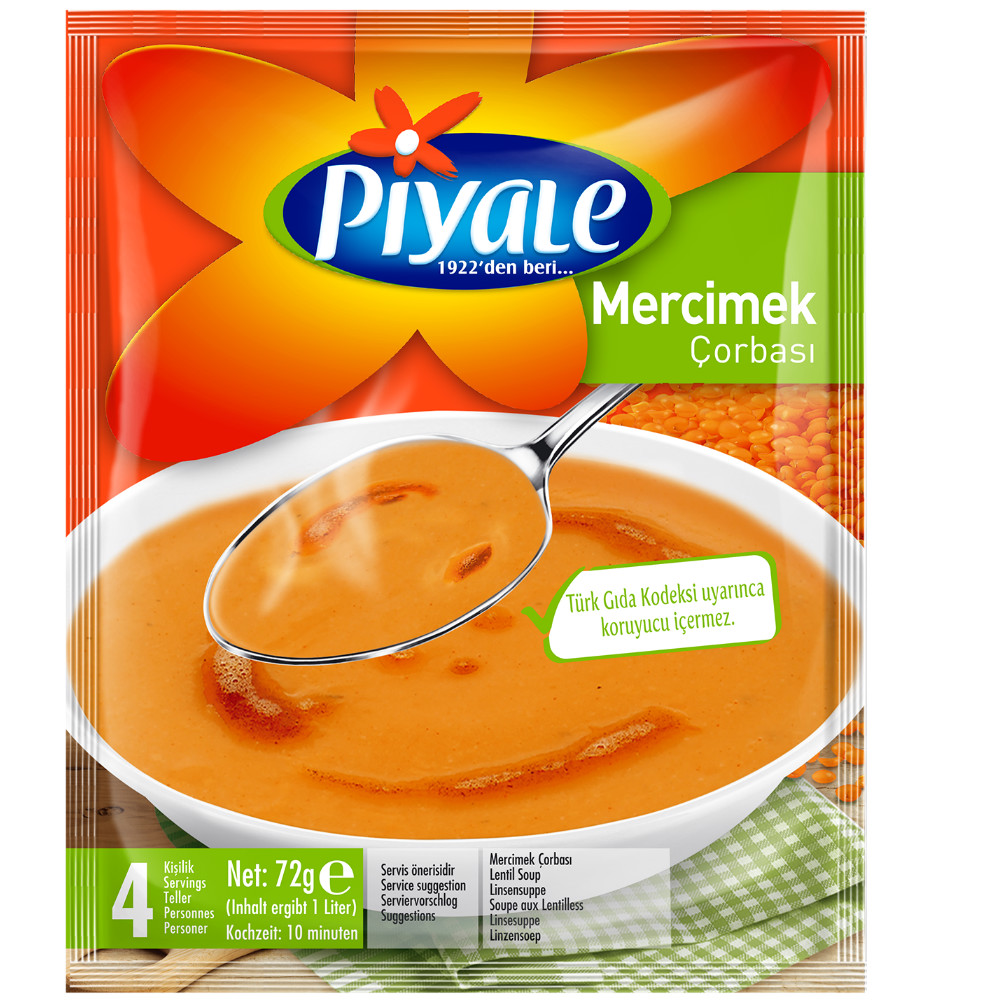 Piyale
1922'den beri...
Mercimek
Çorbası
Türk Gıda Kodeksi uyarınca
koruyucu içermez.
4
Kişilik
Servings
Teller
Personnes
Personer
Net: 72g e
(Inhalt ergibt 1 Liter)
Kochzeit: 10 minuten
Servis önerisidir
Service suggestion
Serviervorschlog
Suggestions
Mercimek Çorbası
Lentil Soup
Linsensuppe
Soupe aux Lentilless
Linsesuppe
Linzensoep